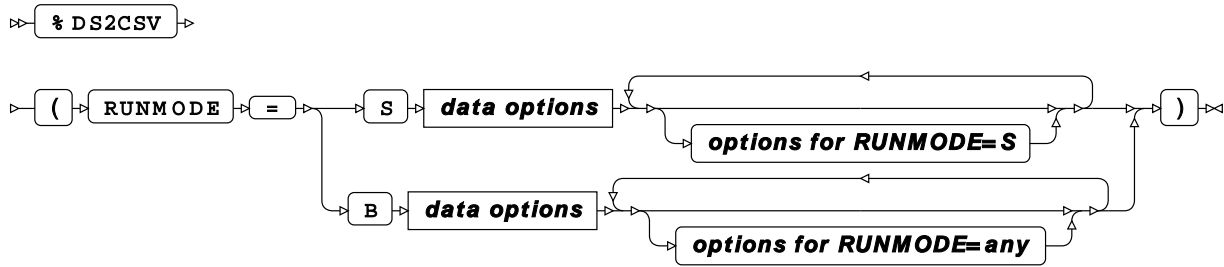 % DS2CSV
( RUNMODE = S data options )
options for RUNMODE=S
B data options
options for RUNMODE=any